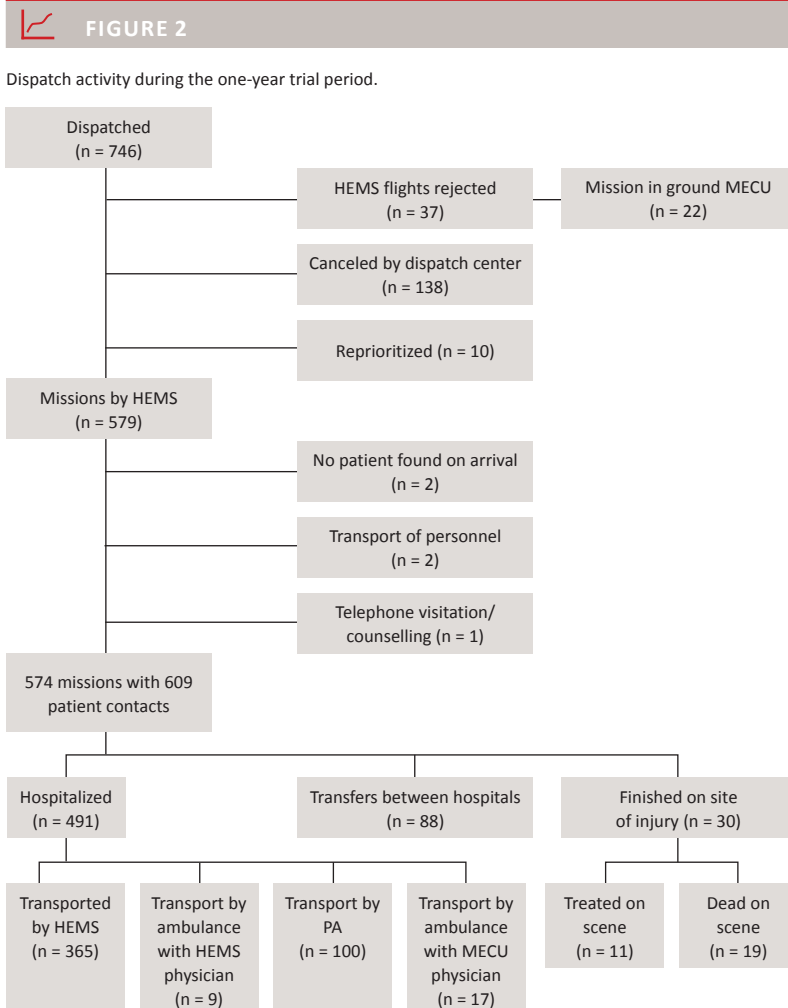 FIGURE 2
Dispatch activity during the one-year trial period.
Dispatched
(n = 746)
HEMS flights rejected
(n = 37)
Mission in ground MECU
(n = 22)
Canceled by dispatch center
(n = 138)
Reprioritized (n = 10)
Missions by HEMS
(n = 579)
No patient found on arrival
(n = 2)
Transport of personnel
(n = 2)
Telephone visitation/
counselling (n = 1)
574 missions with 609
patient contacts
Hospitalized
(n = 491)
Transfers between hospitals
(n = 88)
Finished on site
of injury (n = 30)
Transported
by HEMS
(n = 365)
Transport by
ambulance
with HEMS
physician
(n = 9)
Transport by
PA
(n = 100)
Transport by
ambulance
with MECU
physician
(n = 17)
Treated on
scene
(n = 11)
Dead on
scene
(n = 19)